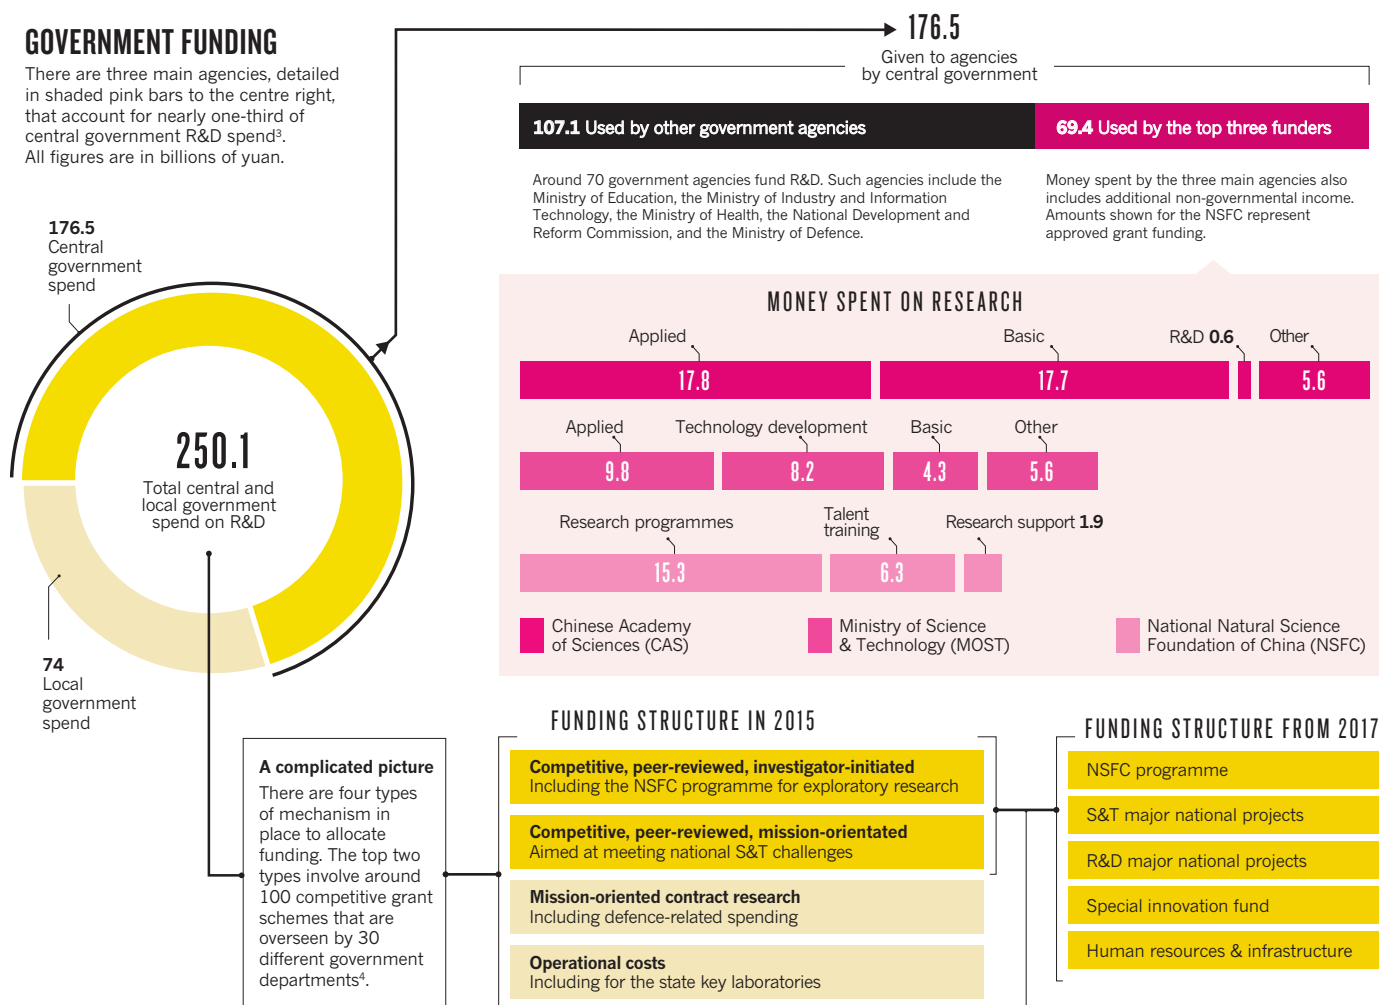 GOVERNMENT FUNDING
There are three main agencies, detailed
in shaded pink bars to the centre right,
that account for nearly one-third of
central government R&D spend³.
All figures are in billions of yuan.
176.5
Central
government
spend
250.1
Total central and
local government
spend on R&D
74
Local
government
spend
176.5
Given to agencies
by central government
107.1 Used by other government agencies
69.4 Used by the top three funders
Around 70 government agencies fund R&D. Such agencies include the
Ministry of Education, the Ministry of Industry and Information
Technology, the Ministry of Health, the National Development and
Reform Commission, and the Ministry of Defence.
Money spent by the three main agencies also
includes additional non-governmental income.
Amounts shown for the NSFC represent
approved grant funding.
MONEY SPENT ON RESEARCH
Applied
Basic
R&D 0.6
Other
17.8
17.7
5.6
Applied
Technology development
Basic
Other
9.8
8.2
4.3
5.6
Research programmes
Talent
training
Research support 1.9
15.3
6.3
Chinese Academy
of Sciences (CAS)
Ministry of Science
& Technology (MOST)
National Natural Science
Foundation of China (NSFC)
A complicated picture
There are four types
of mechanism in
place to allocate
funding. The top two
types involve around
100 competitive grant
schemes that are
overseen by 30
different government
departments⁴.
FUNDING STRUCTURE IN 2015
Competitive, peer-reviewed, investigator-initiated
Including the NSFC programme for exploratory research
Competitive, peer-reviewed, mission-orientated
Aimed at meeting national S&T challenges
Mission-oriented contract research
Including defence-related spending
Operational costs
Including for the state key laboratories
FUNDING STRUCTURE FROM 2017
NSFC programme
S&T major national projects
R&D major national projects
Special innovation fund
Human resources & infrastructure